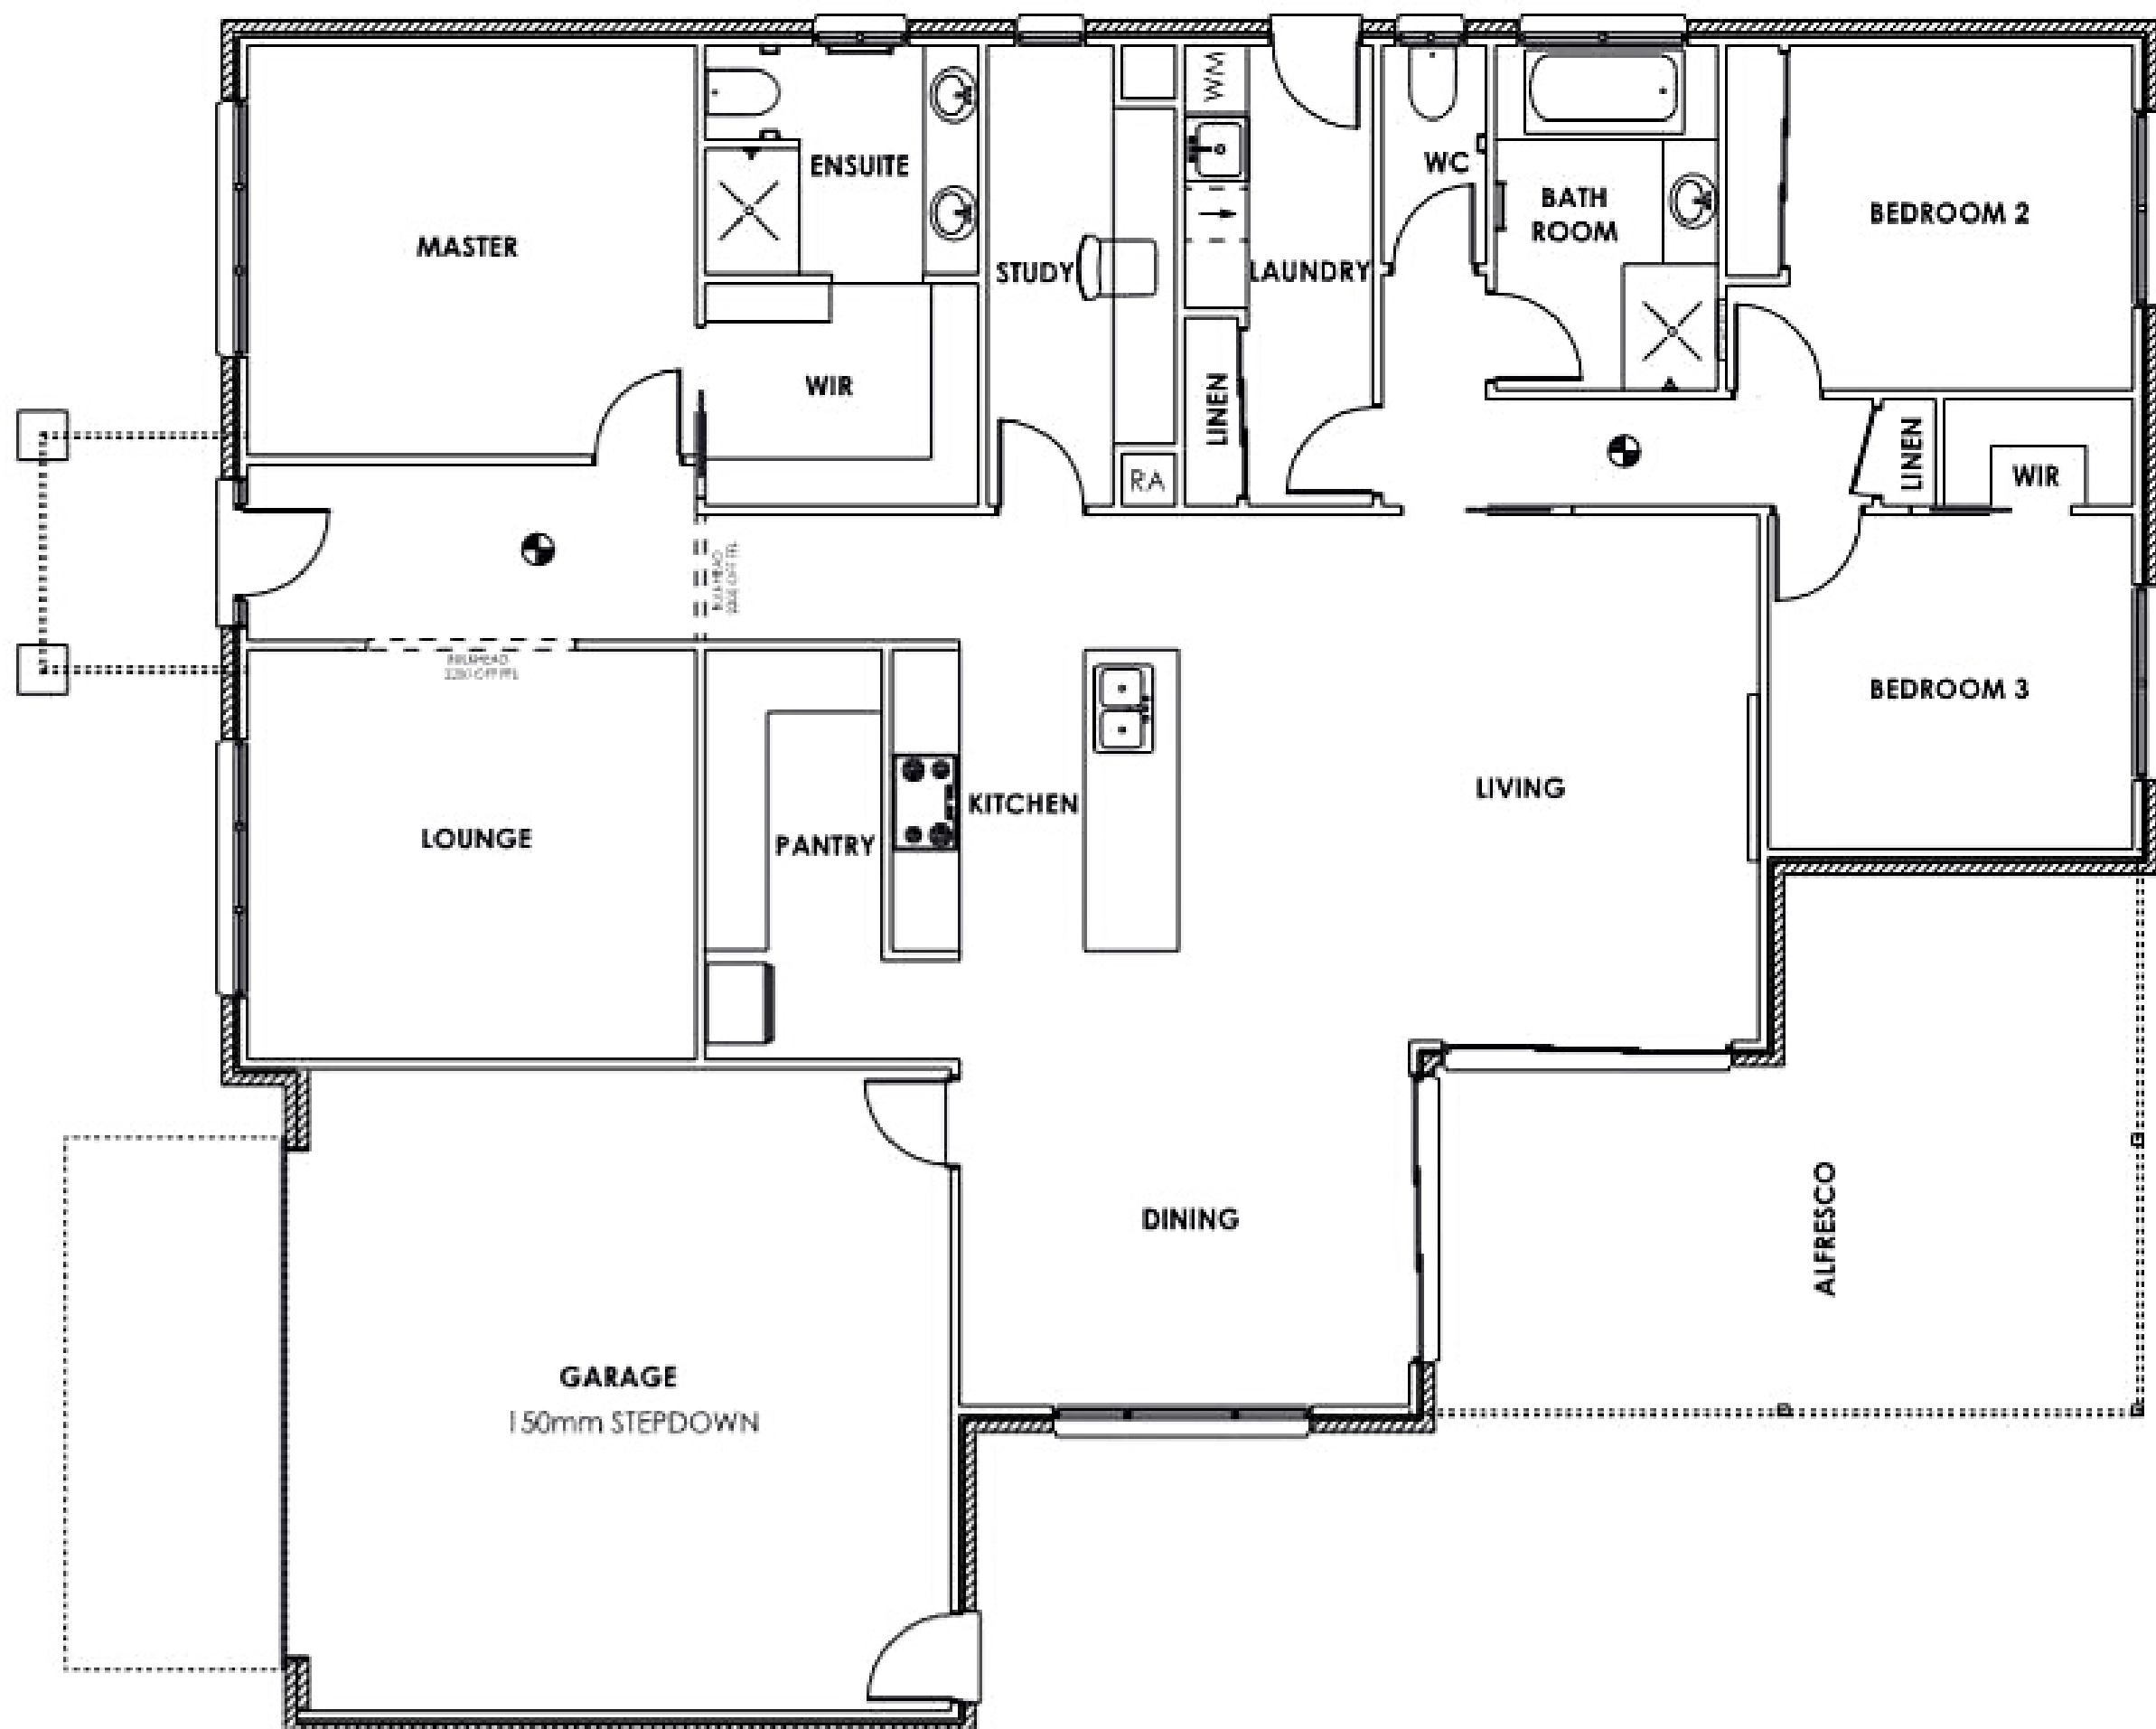 WM
ENSUITE
WC
BATH
ROOM
BEDROOM 2
MASTER
STUDY
LAUNDRY
WIR
LINEN
RA
LINEN
WIR
BEDROOM 3
LIVING
KITCHEN
PANTRY
LOUNGE
DINING
ALFRESCO
GARAGE
150mm STEPDOWN